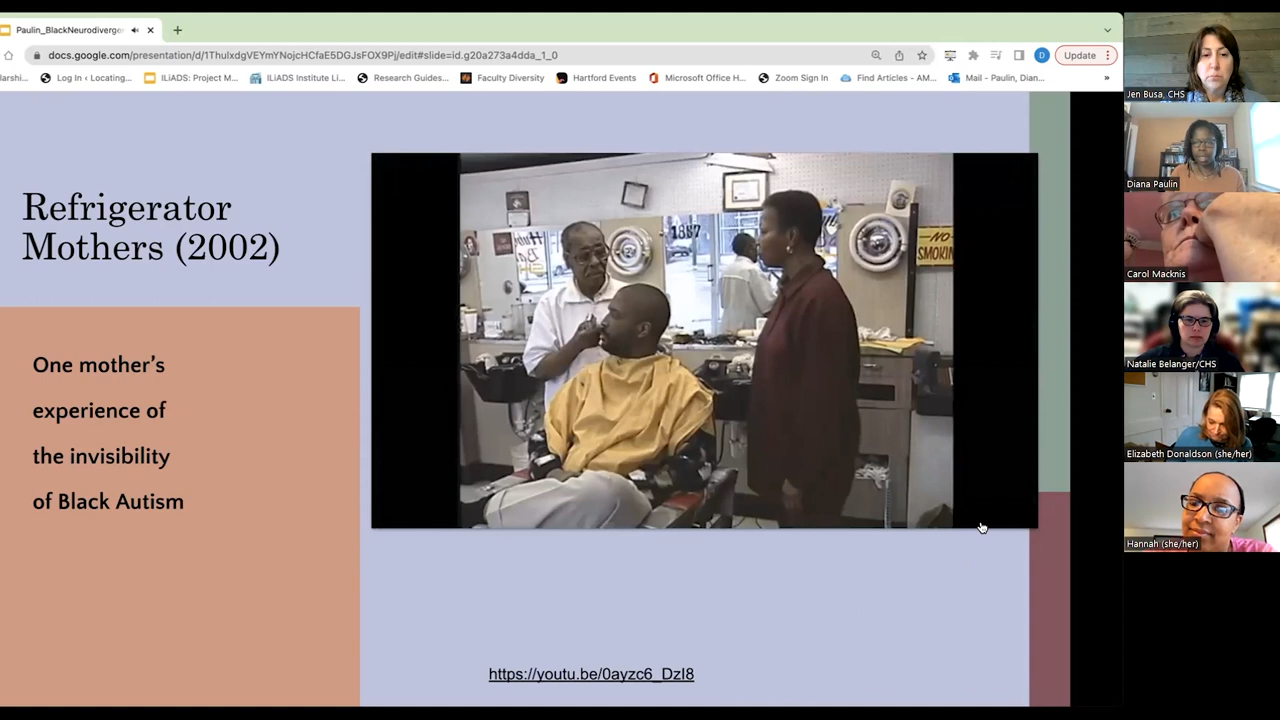 Paulin_BlackNeurodiverger
docs.google.com/presentation/d/1ThulxdgVEYmYNojcHCfaE5DGJsFOX9Pj/edit#slide=id.g20a273a4dda_1_0
D
Update
larshi...
Log In ‹ Locating...
ILiADS: Project M...
ILIADS Institute Li...
Research Guides...
Faculty Diversity
Hartford Events
Microsoft Office H...
Zoom Sign In
Find Articles - AM...
Mail - Paulin, Dian...
»
Refrigerator
Mothers (2002)
One mother's
experience of
the invisibility
of Black Autism
1887
NO
SMOKIN
https://youtu.be/0ayzc6_DzI8
Jen Busa, CHS
Diana Paulin
Carol Macknis
Natalie Belanger/CHS
Elizabeth Donaldson (she/her)
Hannah (she/her)